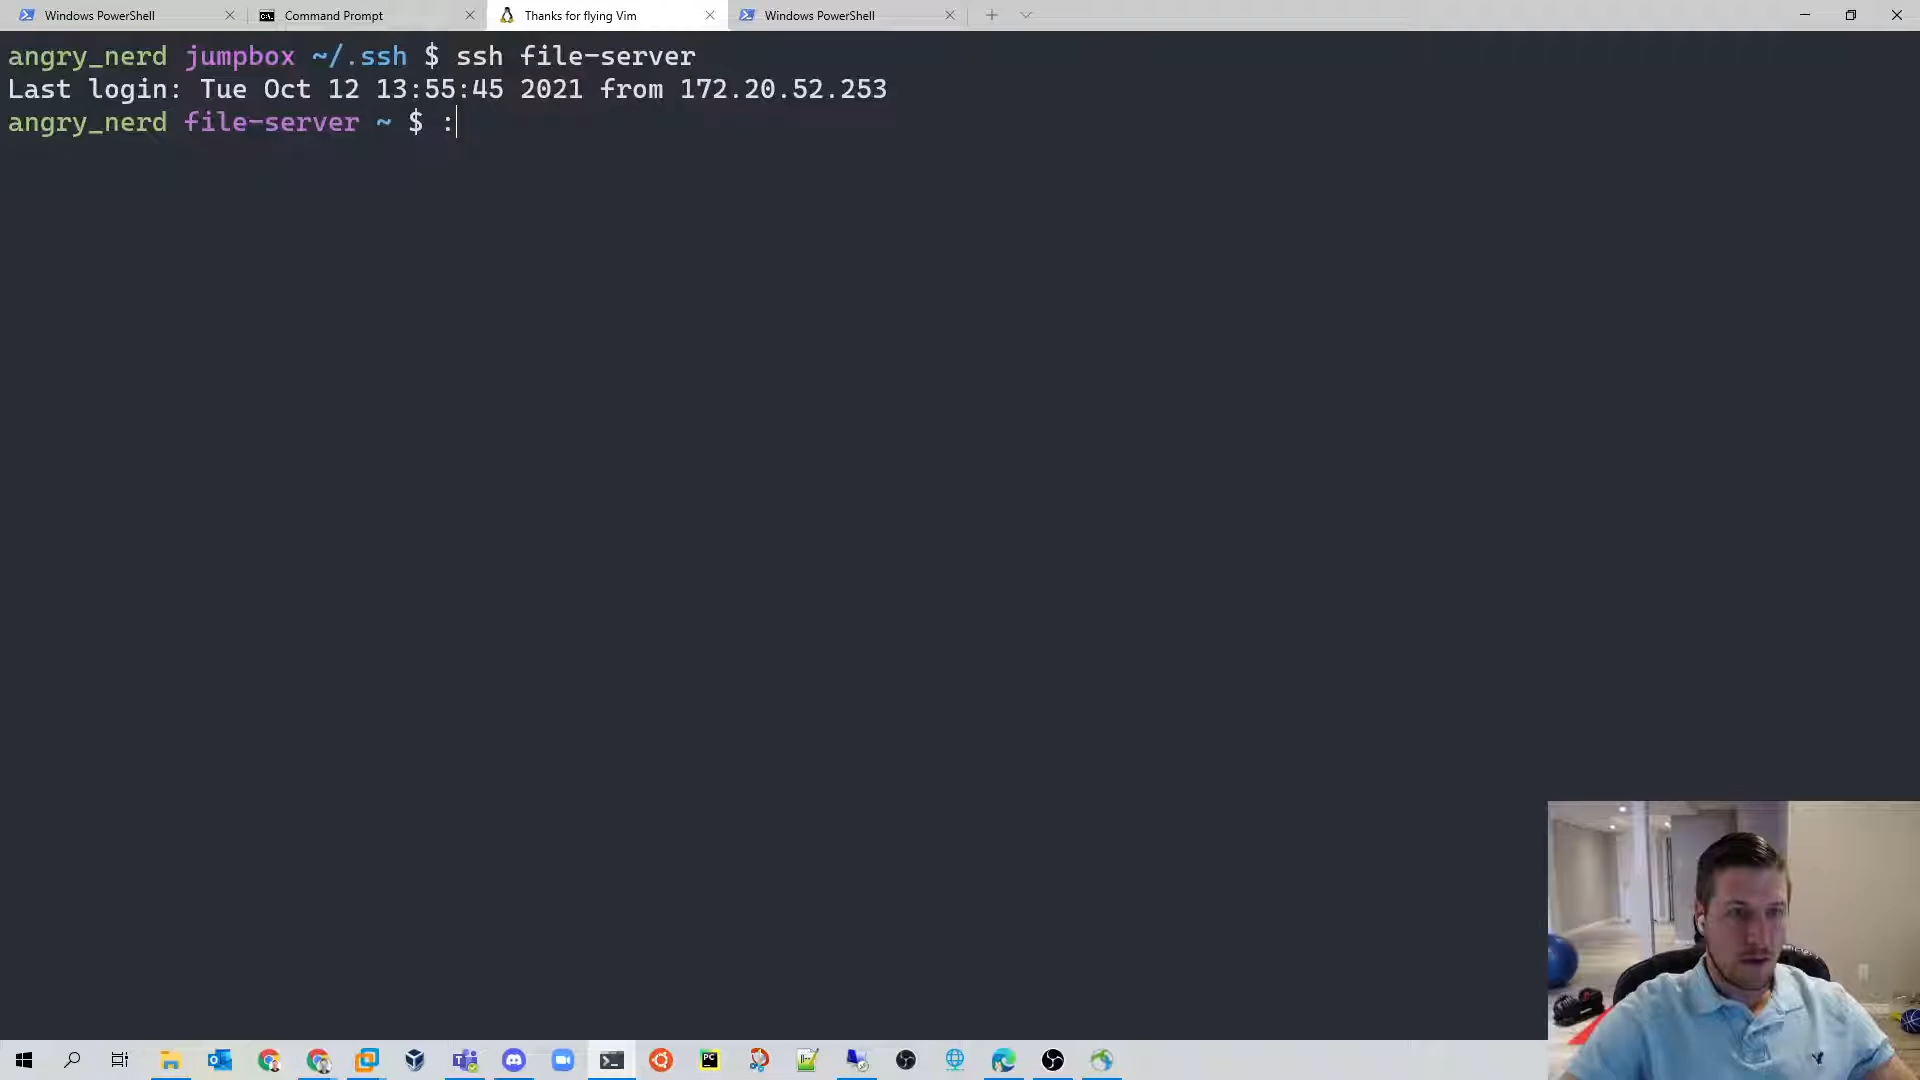 Windows PowerShell
Command Prompt
Thanks for flying Vim
Windows PowerShell
angry_nerd jumpbox ~/.ssh $ ssh file-server
Last login: Tue Oct 12 13:55:45 2021 from 172.20.52.253
angry_nerd file-server ~ $ :